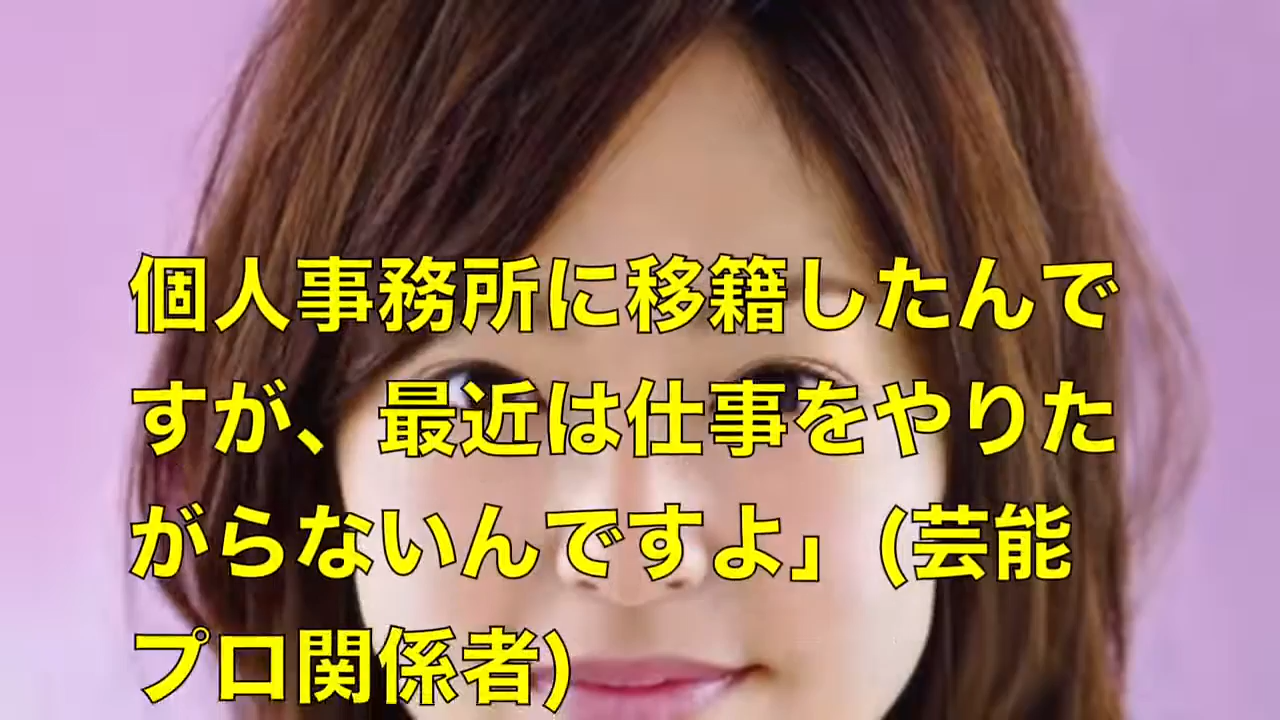 個人事務所に移籍したんで
すが、最近は仕事をやりた
がらないんですよ」(芸能
プロ関係者)